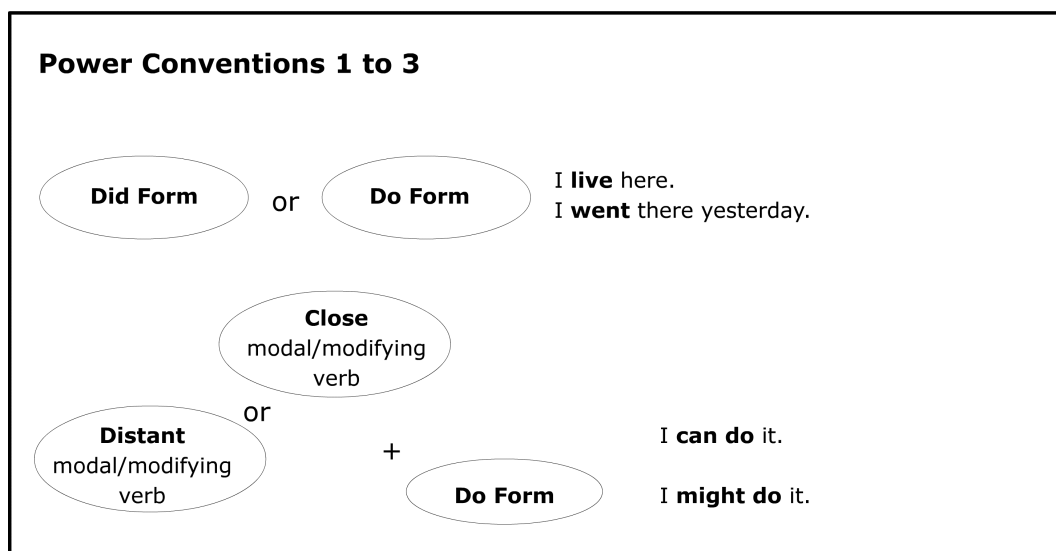 Power Conventions 1 to 3
Did Form
or
Do Form
I live here.
I went there yesterday.
Close
modal/modifying
verb
or
Distant
modal/modifying
verb
+
Do Form
I can do it.
I might do it.